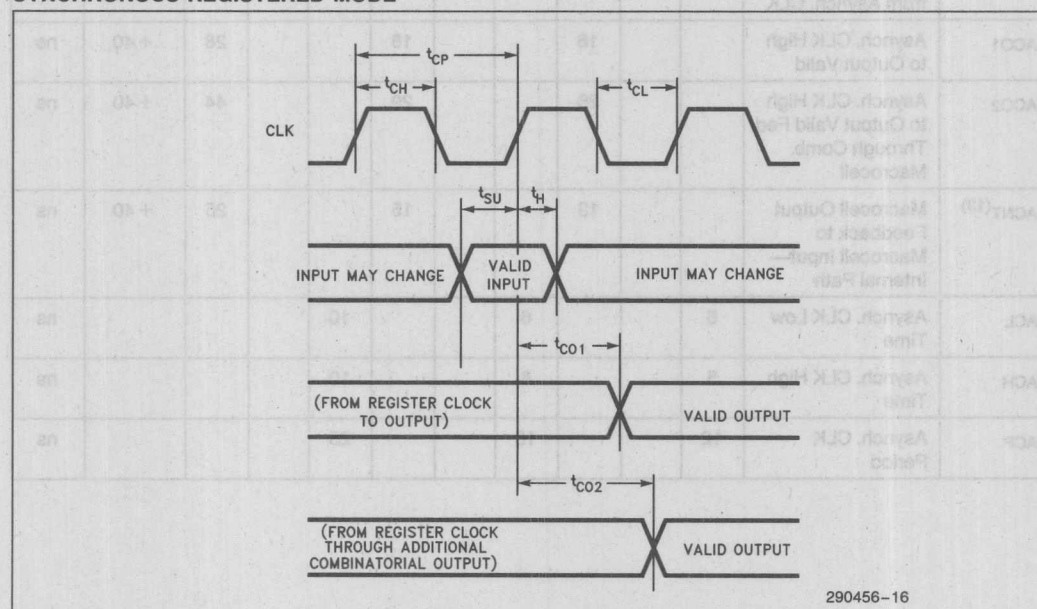 SYNCHRONOUS REGISTERED MODE
tCP
tCH
tCL
CLK
tSU
tH
INPUT MAY CHANGE
VALID
INPUT
INPUT MAY CHANGE
tCO1
(FROM REGISTER CLOCK
TO OUTPUT)
VALID OUTPUT
tCO2
(FROM REGISTER CLOCK
THROUGH ADDITIONAL
COMBINATORIAL OUTPUT)
VALID OUTPUT
290456-16